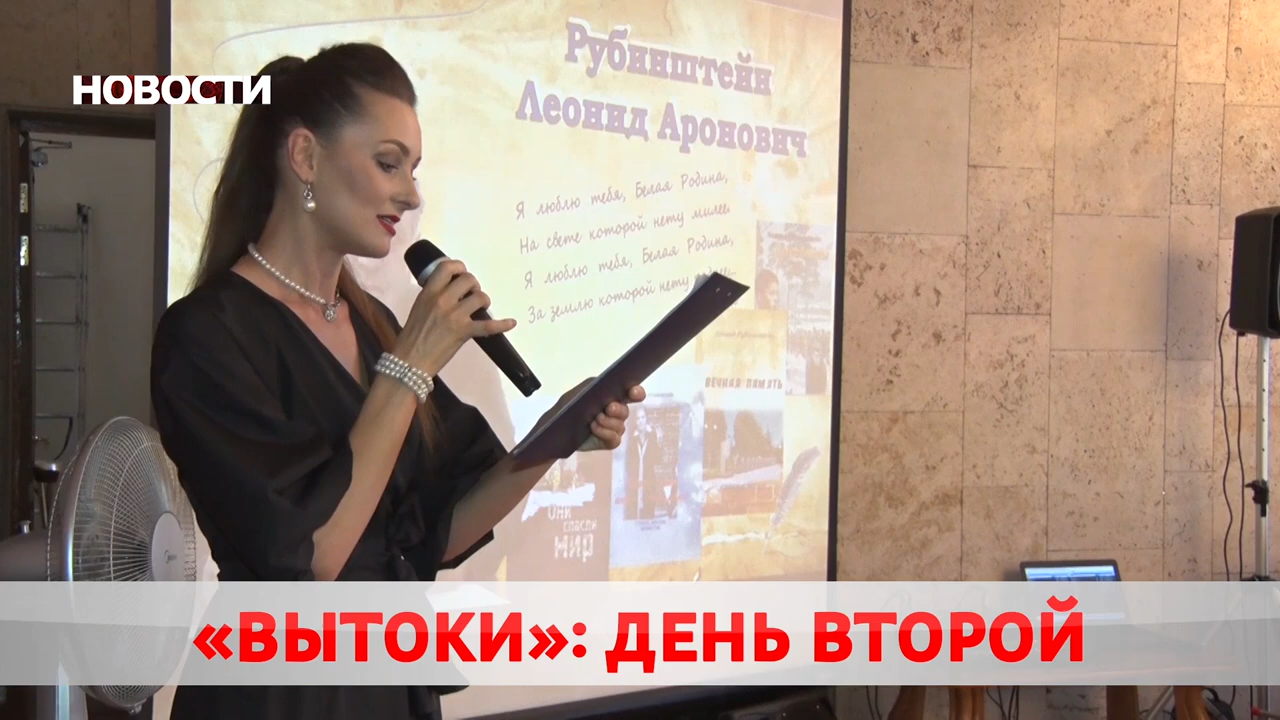 НОВОСТИ
Рубинштейн
Леонид Аронович
Я люблю тебя, Белая Родина,
На свете которой нету милее.
Я люблю тебя, Белая Родина,
За землю которой нету
ВЕЧНАЯ ПАМЯТЬ
Они
спасли
мир
«ВЫТОКИ»: ДЕНЬ ВТОРОЙ